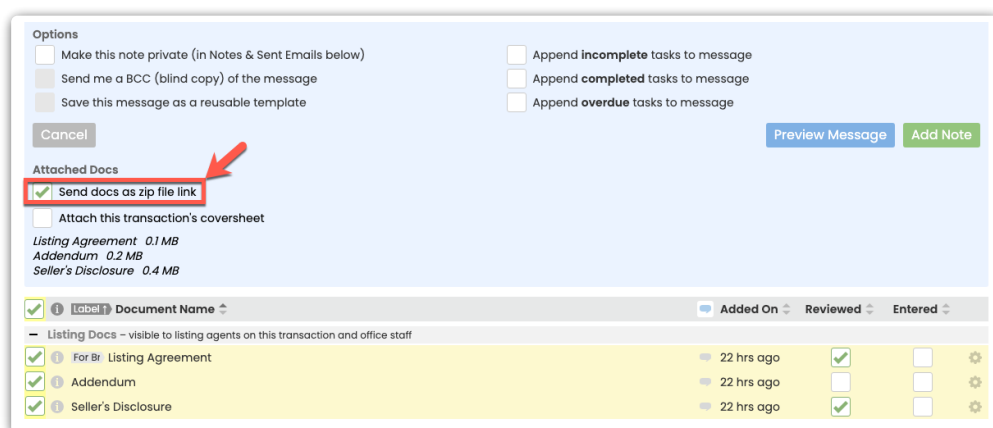 Options
Make this note private (in Notes & Sent Emails below)
Append incomplete tasks to message
Send me a BCC (blind copy) of the message
Append completed tasks to message
Save this message as a reusable template
Append overdue tasks to message
Cancel
Preview Message
Add Note
Attached Docs
Send docs as zip file link
Attach this transaction's coversheet
Listing Agreement 0.1 MB
Addendum 0.2 MB
Seller's Disclosure 0.4 MB
Label Document Name Added On Reviewed Entered
Listing Docs – visible to listing agents on this transaction and office staff
For Br Listing Agreement 22 hrs ago
Addendum 22 hrs ago
Seller's Disclosure 22 hrs ago